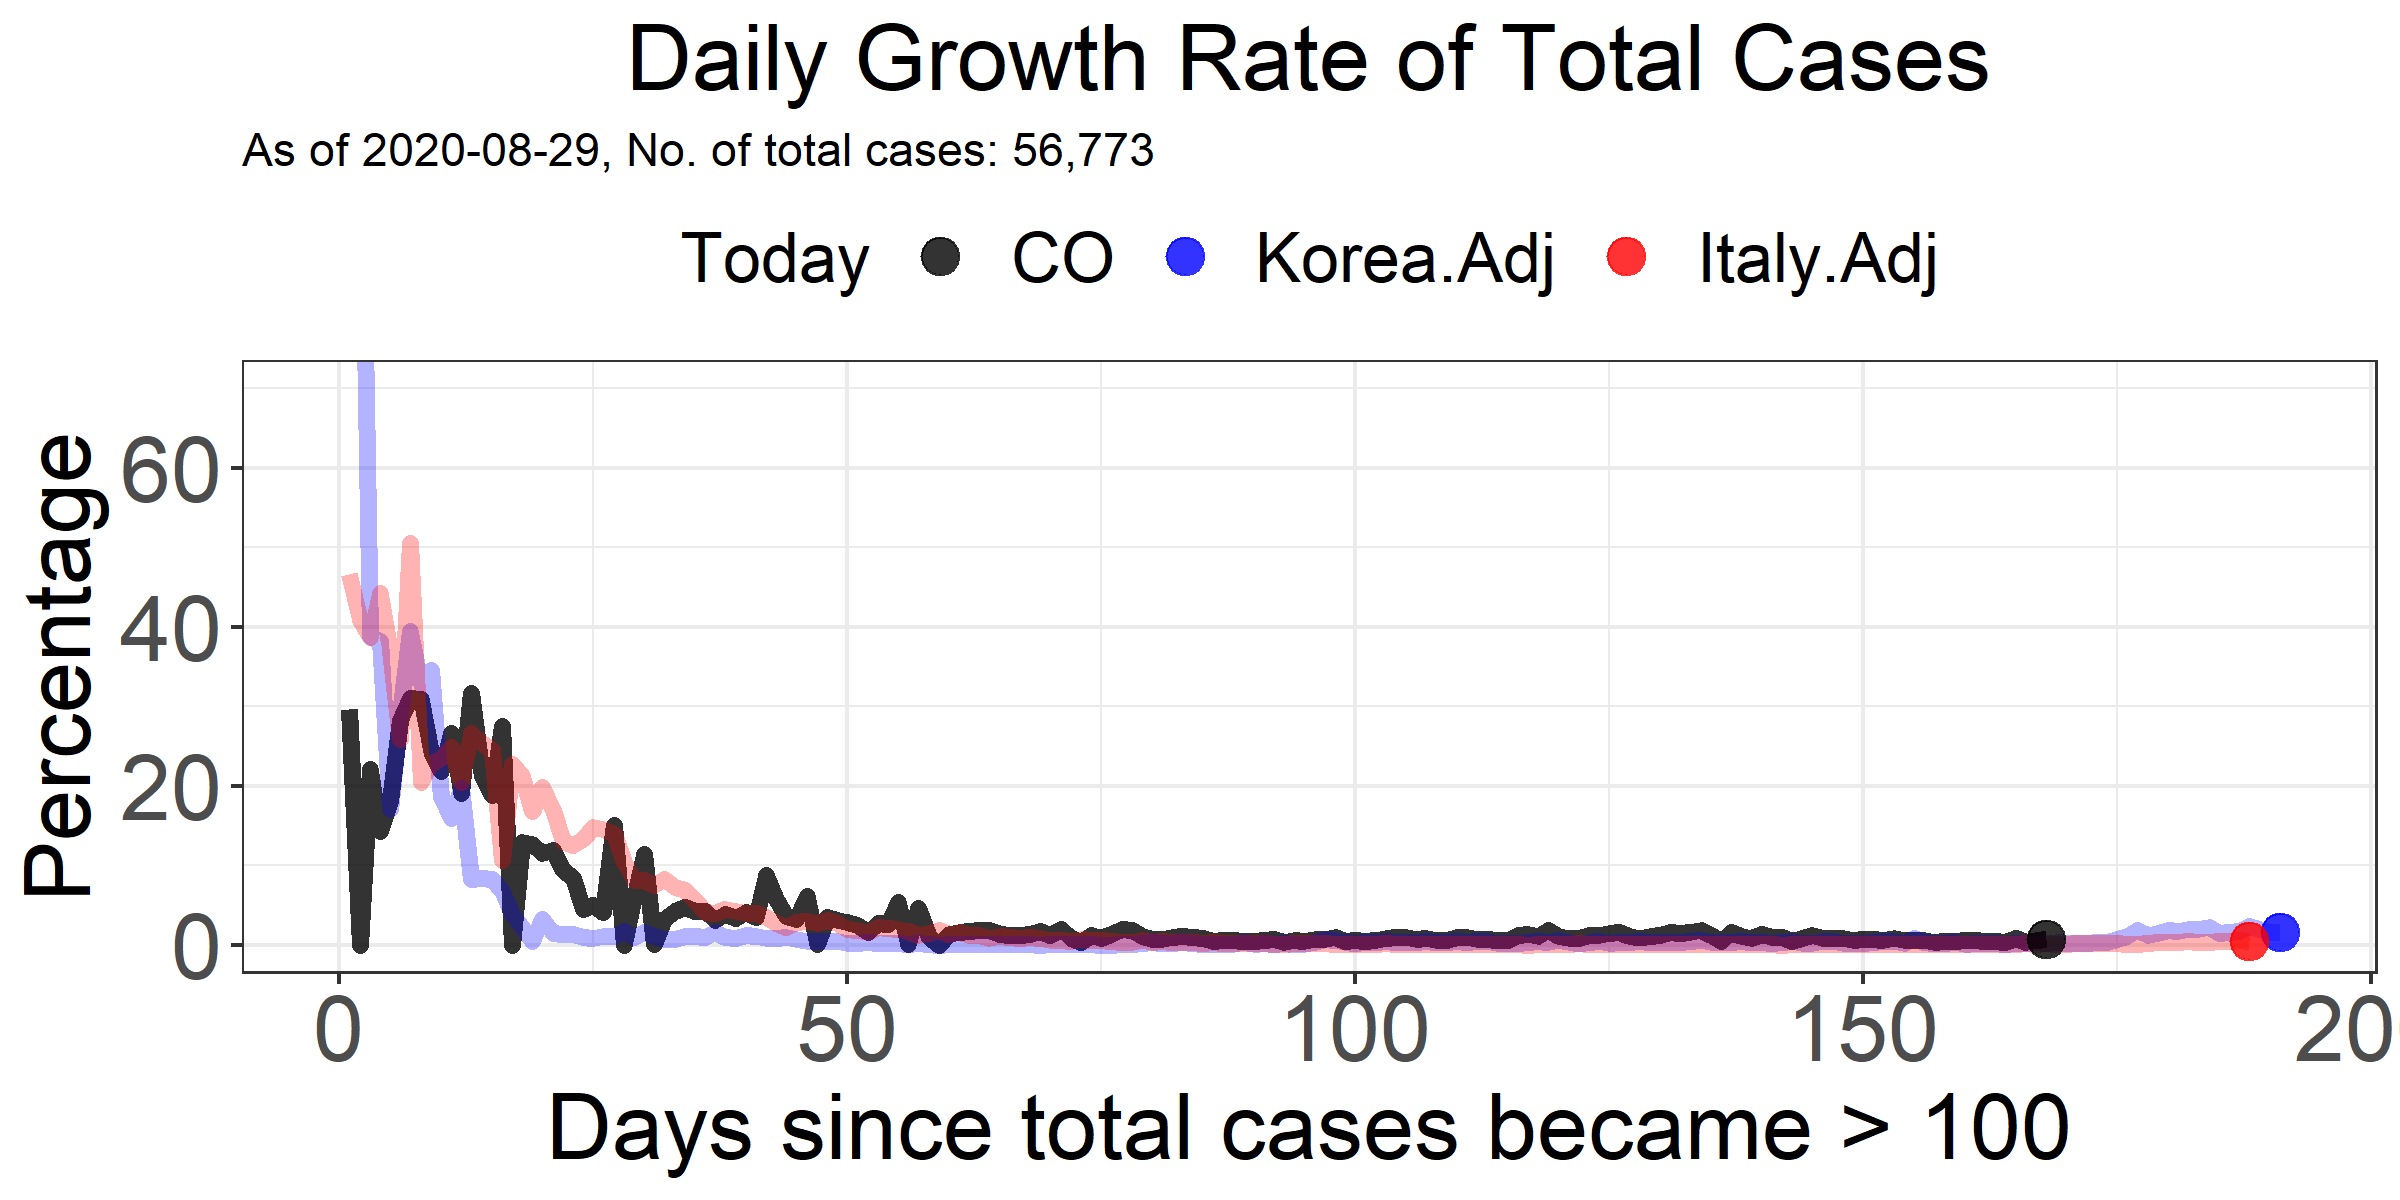 Daily Growth Rate of Total Cases
As of 2020-08-29, No. of total cases: 56,773
Today CO Korea.Adj Italy.Adj
Percentage
60
40
20
0
0 50 100 150 20
Days since total cases became > 100